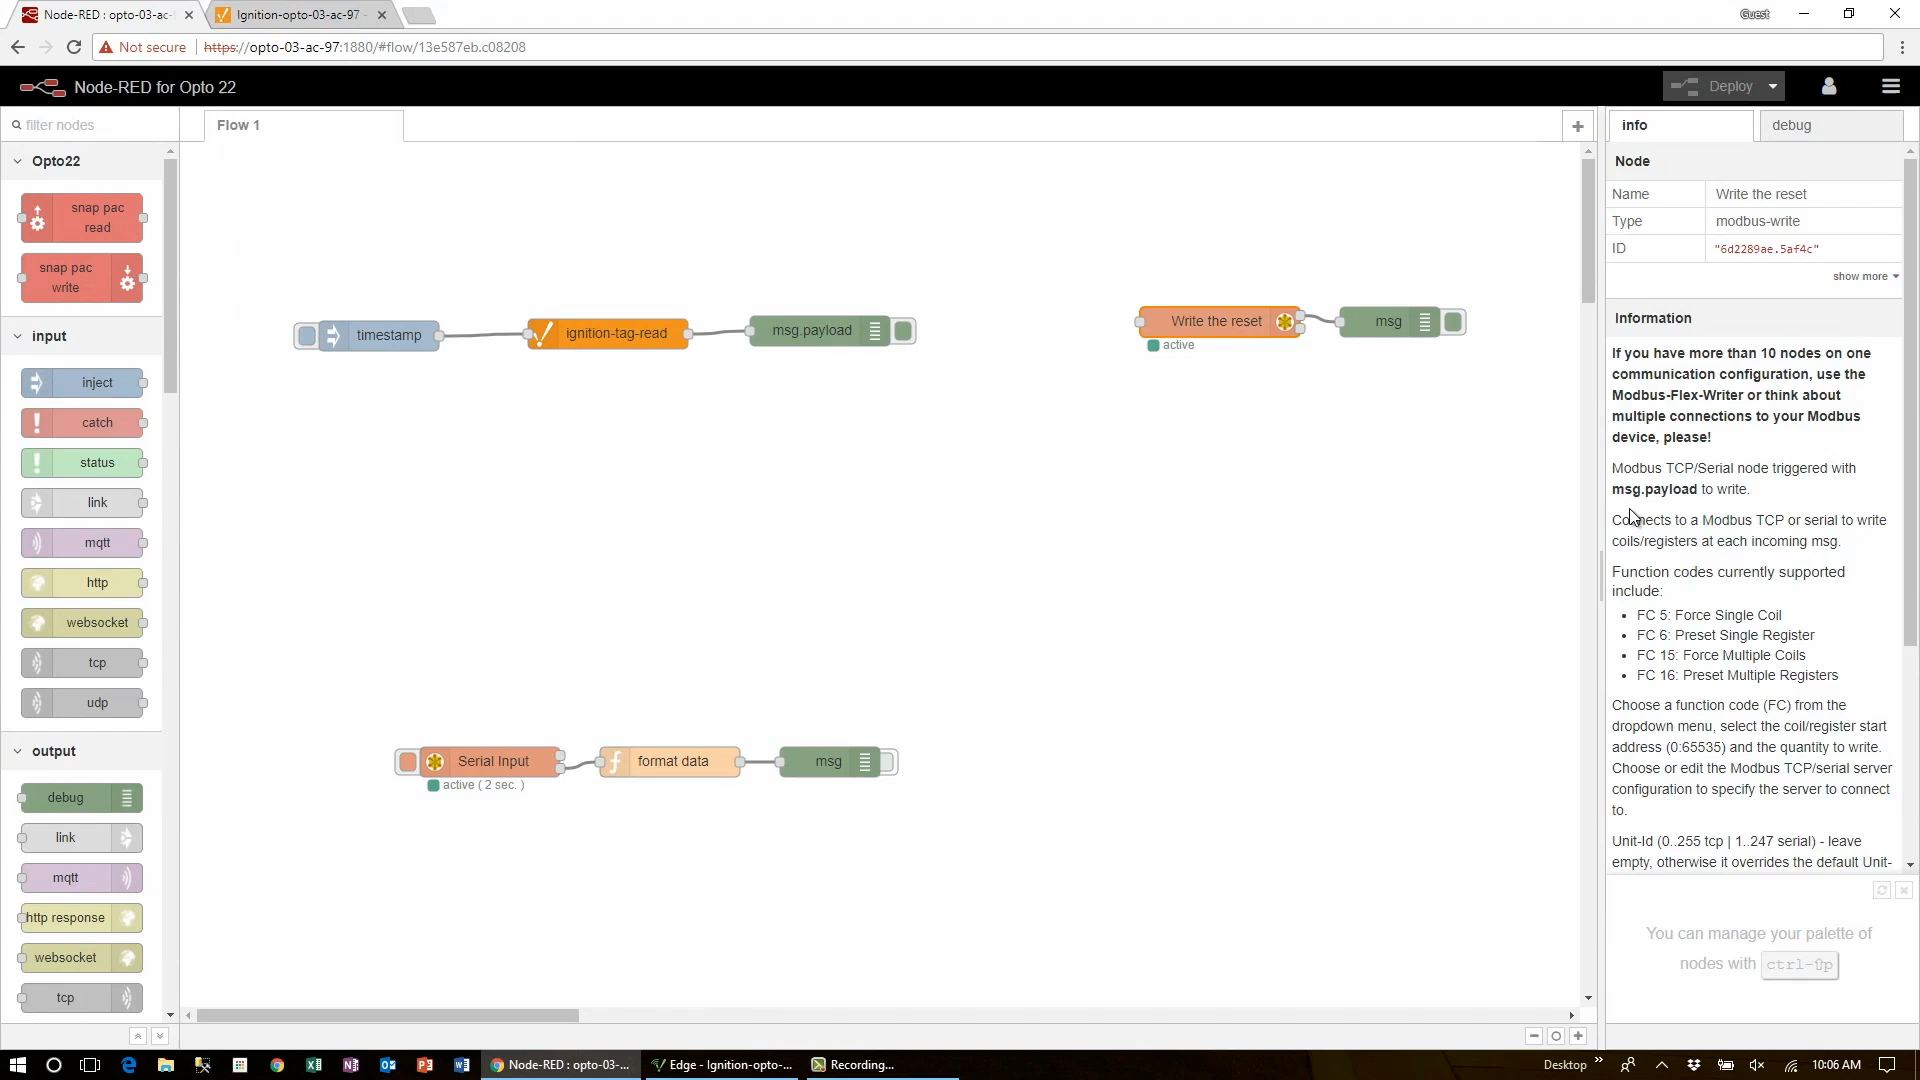 Node-RED : opto-03-ac-
Ignition-opto-03-ac-97 -
Guest
Not secure
https://opto-03-ac-97:1880/#flow/13e587eb.c08208
Node-RED for Opto 22
Deploy
filter nodes
Flow 1
info
debug
Opto22
snap pac
read
snap pac
write
input
inject
catch
status
link
mqtt
http
websocket
tcp
udp
output
debug
link
mqtt
http response
websocket
tcp
timestamp
ignition-tag-read
msg.payload
Write the reset
active
msg
Serial Input
active ( 2 sec. )
format data
msg
Node
Name Write the reset
Type modbus-write
ID "6d2289ae.5af4c"
show more
Information
If you have more than 10 nodes on one
communication configuration, use the
Modbus-Flex-Writer or think about
multiple connections to your Modbus
device, please!
Modbus TCP/Serial node triggered with
msg.payload to write.
Connects to a Modbus TCP or serial to write
coils/registers at each incoming msg.
Function codes currently supported
include:
• FC 5: Force Single Coil
• FC 6: Preset Single Register
• FC 15: Force Multiple Coils
• FC 16: Preset Multiple Registers
Choose a function code (FC) from the
dropdown menu, select the coil/register start
address (0:65535) and the quantity to write.
Choose or edit the Modbus TCP/serial server
configuration to specify the server to connect
to.
Unit-Id (0..255 tcp | 1..247 serial) - leave
empty, otherwise it overrides the default Unit-
You can manage your palette of
nodes with ctrl-⇧p
Node-RED : opto-03-...
Edge - Ignition-opto-...
Recording...
Desktop
10:06 AM